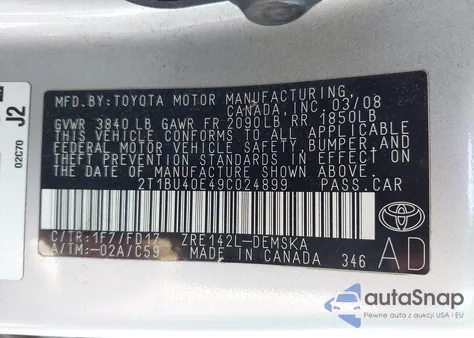 MFD.BY:TOYOTA MOTOR MANUFACTURING,
CANADA, INC. 03/08
GVWR 3840 LB GAWR FR 2090LB RR 1850LB
THIS VEHICLE CONFORMS TO ALL APPLICABLE
FEDERAL MOTOR VEHICLE SAFETY, BUMPER, AND
THEFT PREVENTION STANDARDS IN EFFECT ON
THE DATE OF MANUFACTURE SHOWN ABOVE.
2T1BU40E49C024899 PASS.CAR
C/TR:1F7/FD17 ZRE142L-DEMSKA
A/TM:-02A/C59 MADE IN CANADA 346
AD
J2
02C70
autoSnap
Pewne auta z aukcji USA i EU